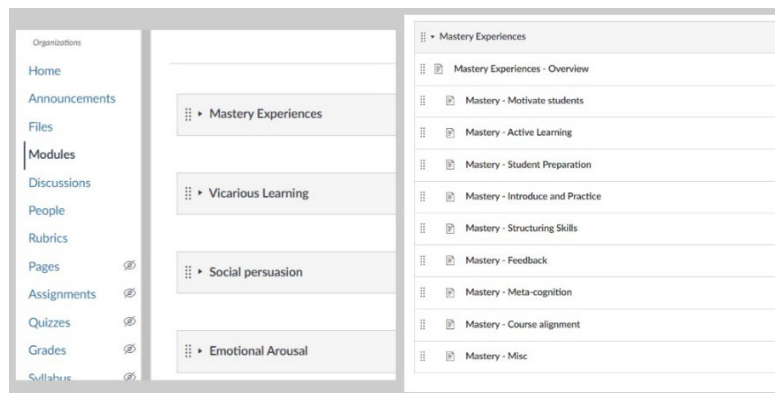 Organizations
Home
Announcements
Files
Modules
Discussions
People
Rubrics
Pages
Assignments
Quizzes
Grades
Syllabus
Mastery Experiences
Vicarious Learning
Social persuasion
Emotional Arousal
Mastery Experiences
Mastery Experiences - Overview
Mastery - Motivate students
Mastery - Active Learning
Mastery - Student Preparation
Mastery - Introduce and Practice
Mastery - Structuring Skills
Mastery - Feedback
Mastery - Meta-cognition
Mastery - Course alignment
Mastery - Misc